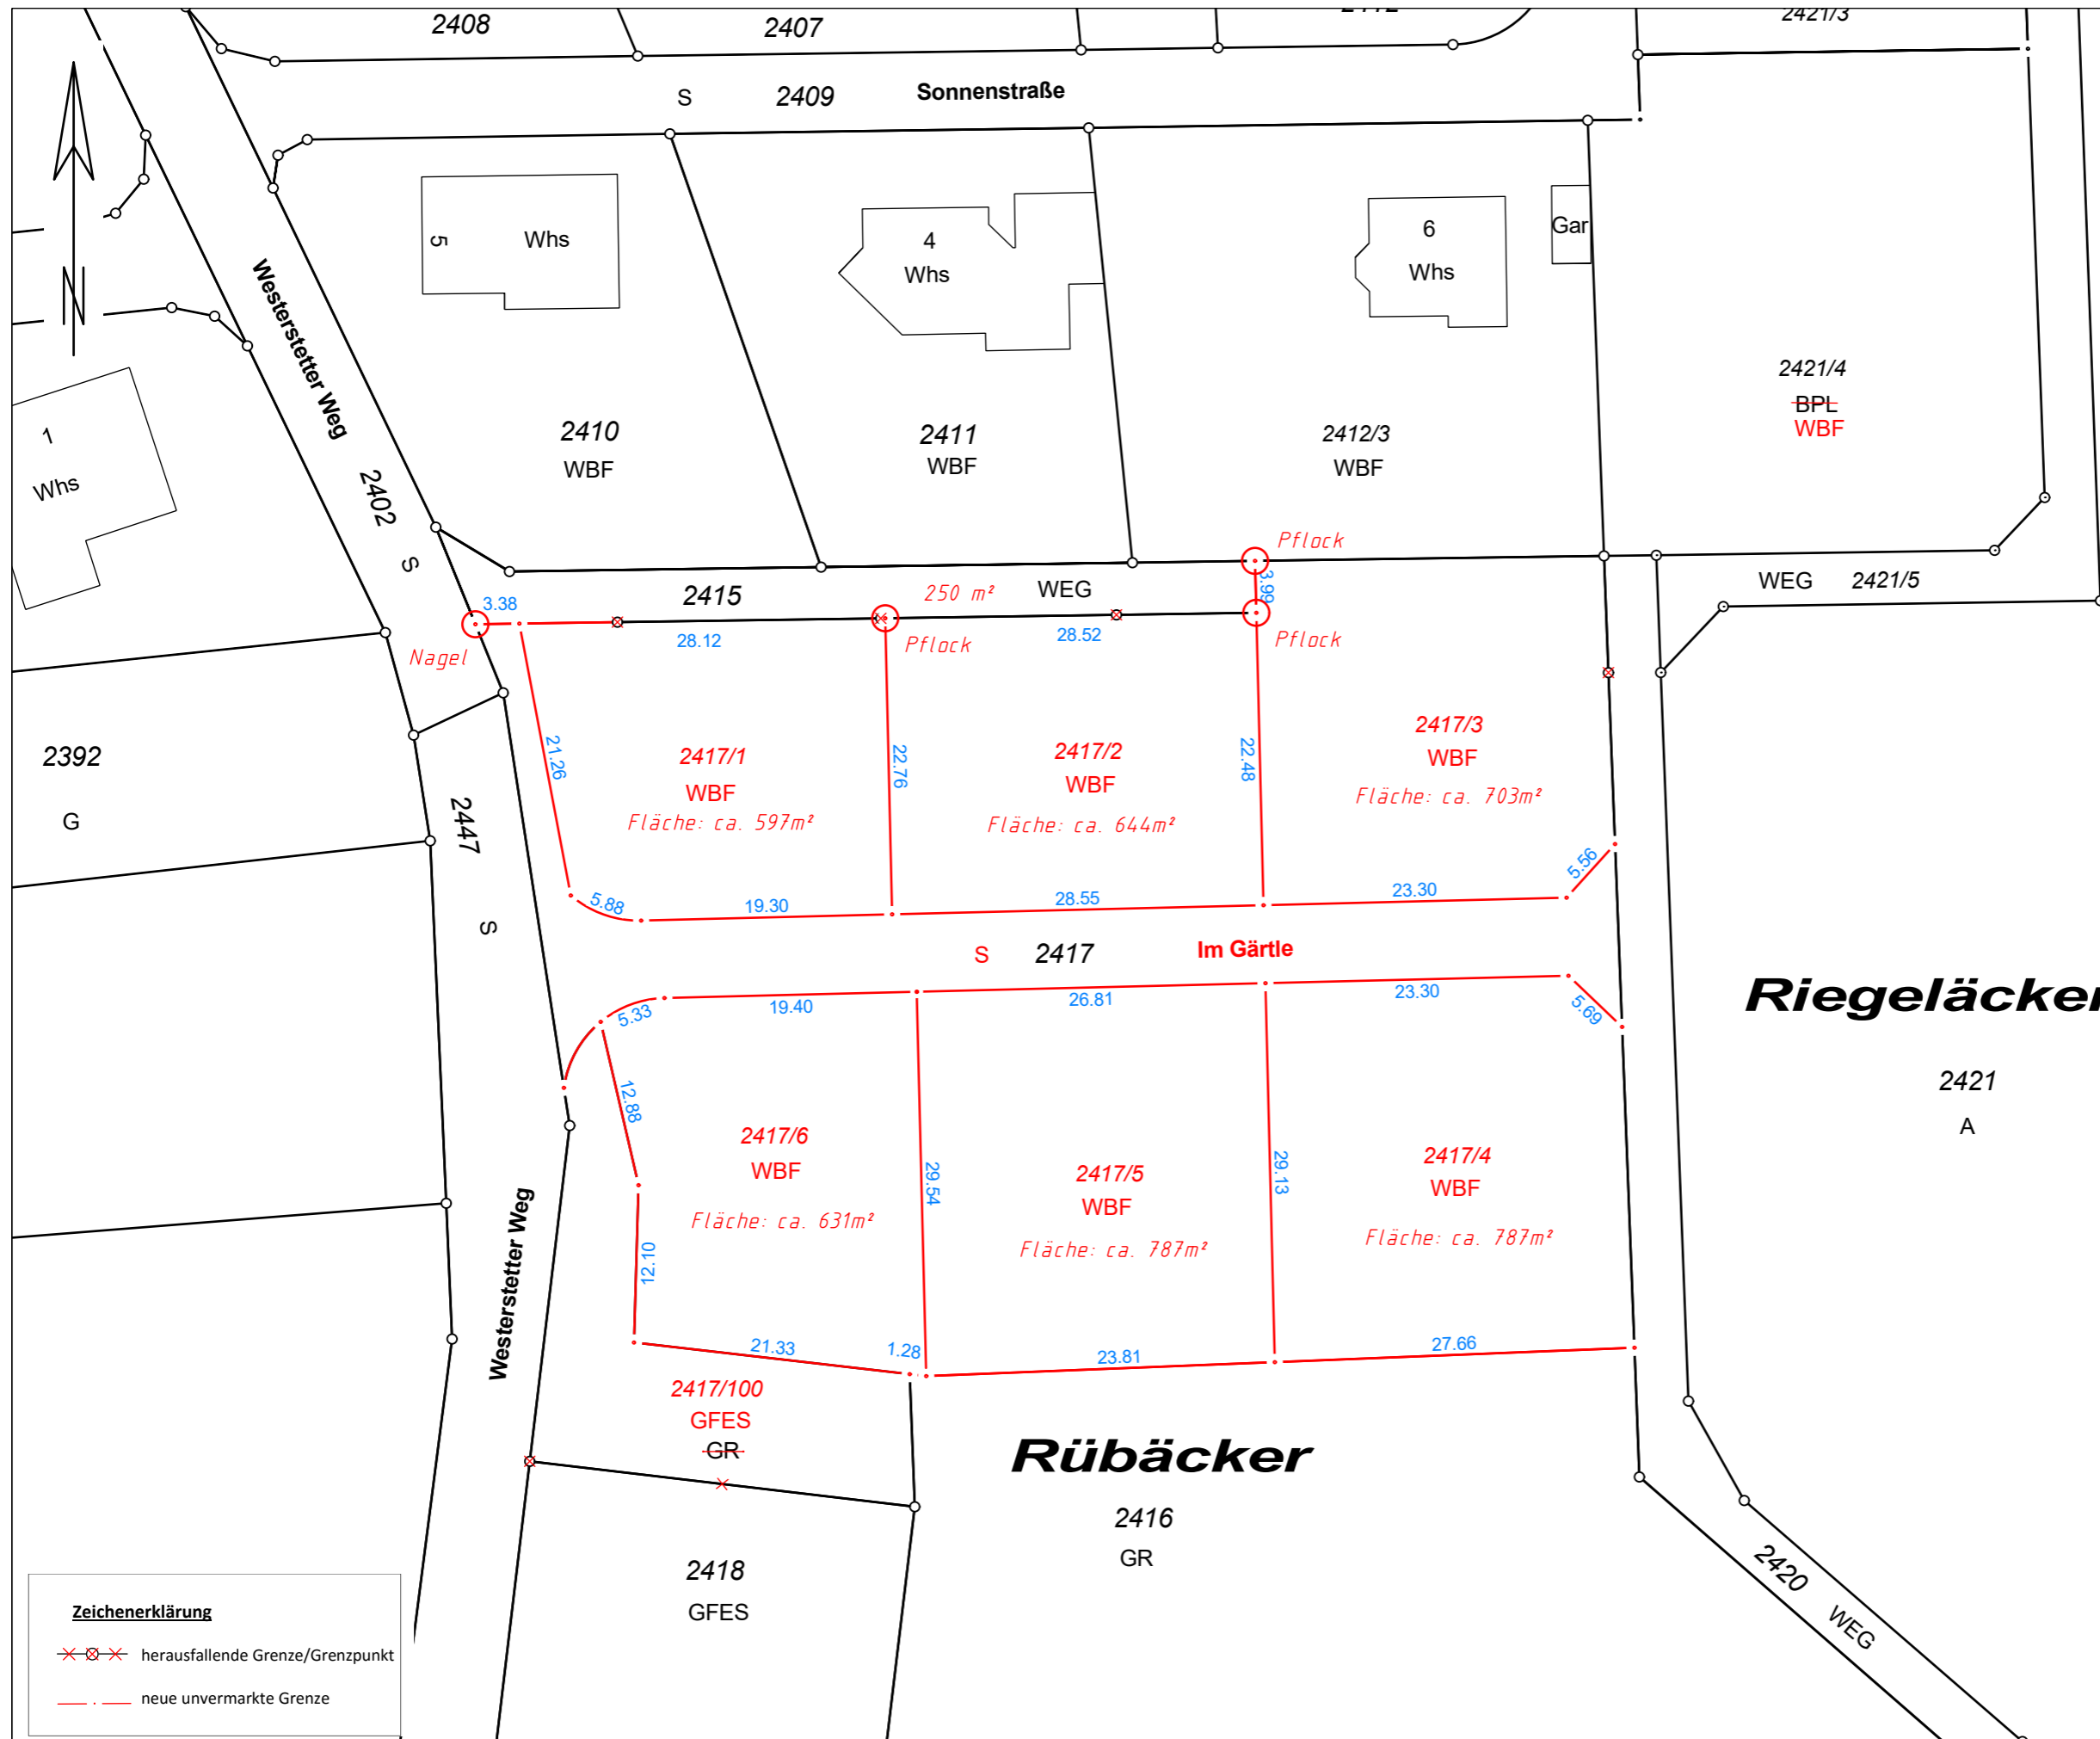 2408
2407
2421/3
S 2409 Sonnenstraße
N
5
Whs
4
Whs
6
Whs
Gar
Westerstetter Weg
2402
S
1
Whs
2410
WBF
2411
WBF
2412/3
WBF
2421/4
BPL
WBF
Pflock
3.99
3.38
2415
250 m²
WEG
WEG 2421/5
28.12
Pflock
28.52
Pflock
Nagel
2392
G
2447
S
21.26
2417/1
WBF
Fläche: ca. 597m²
22.76
2417/2
WBF
Fläche: ca. 644m²
22.48
2417/3
WBF
Fläche: ca. 703m²
5.56
5.88
19.30
28.55
23.30
S 2417 Im Gärtle
5.33
19.40
26.81
23.30
5.69
Riegeläcker
2421
A
12.88
2417/6
WBF
Fläche: ca. 631m²
29.54
2417/5
WBF
Fläche: ca. 787m²
29.13
2417/4
WBF
Fläche: ca. 787m²
12.10
Westerstetter Weg
21.33
1.28
23.81
27.66
2417/100
GFES
GR
Rübäcker
2416
GR
2418
GFES
2420
WEG
Zeichenerklärung
herausfallende Grenze/Grenzpunkt
neue unvermarkte Grenze